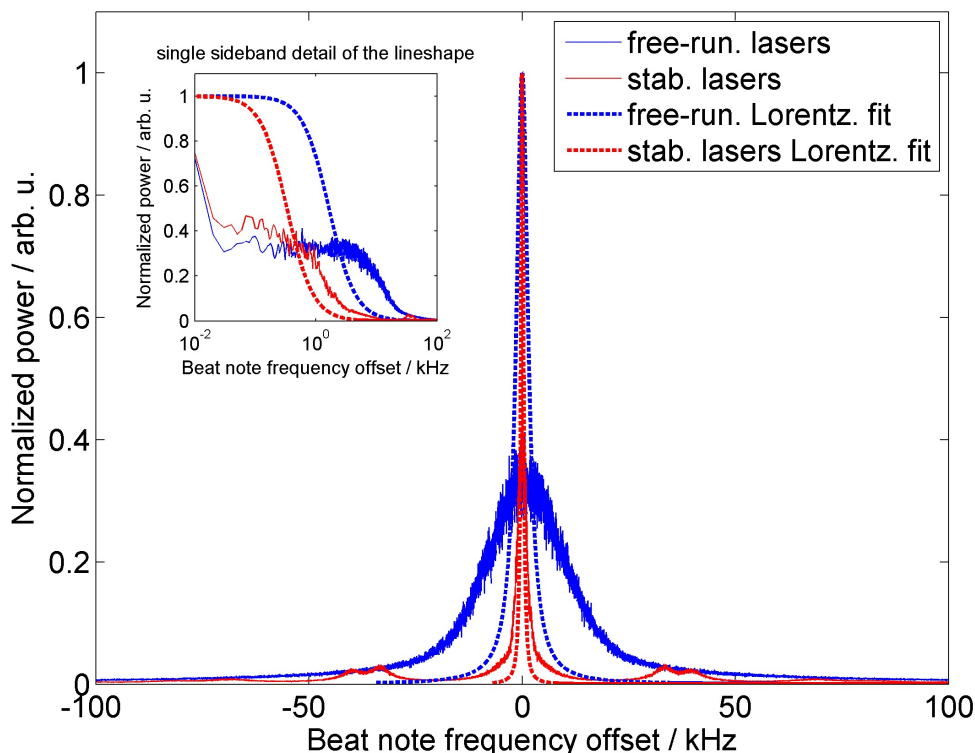 free-run. lasers
stab. lasers
free-run. Lorentz. fit
stab. lasers Lorentz. fit
single sideband detail of the lineshape
1
0.8
0.6
0.4
0.2
0
Normalized power / arb. u.
10^-2
10^0
10^2
Beat note frequency offset / kHz
1
0.8
0.6
0.4
0.2
0
Normalized power / arb. u.
-100
-50
0
50
100
Beat note frequency offset / kHz